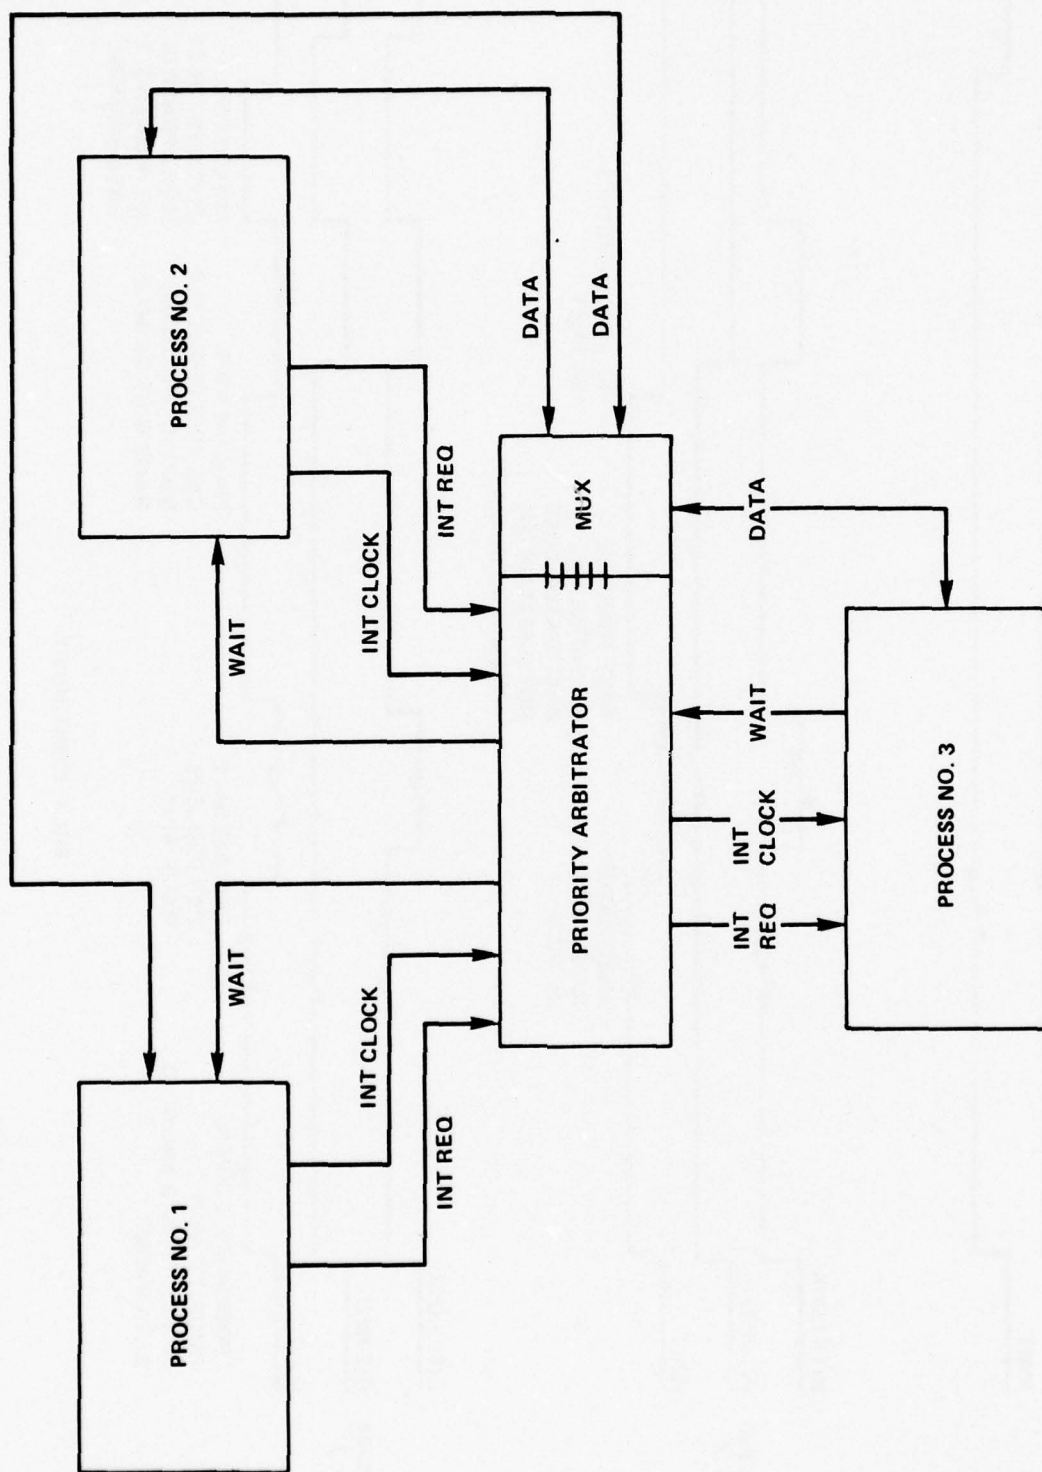 PROCESS NO. 1
PROCESS NO. 2
WAIT
WAIT
INT CLOCK
INT REQ
INT CLOCK
INT REQ
DATA
DATA
PRIORITY ARBITRATOR
MUX
INT
REQ
INT
CLOCK
WAIT
DATA
PROCESS NO. 3